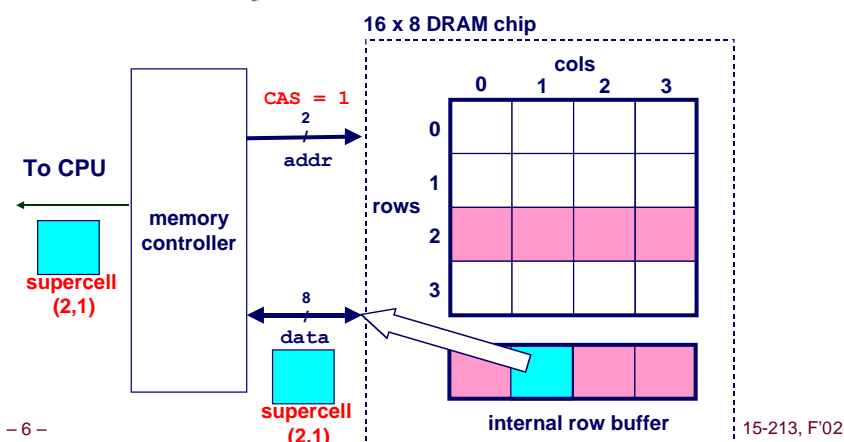 16 x 8 DRAM chip
cols
0 1 2 3
CAS = 1
2
addr
0
1
rows
2
3
To CPU
memory
controller
supercell
(2,1)
8
data
supercell
(2,1)
internal row buffer
– 6 –
15-213, F'02